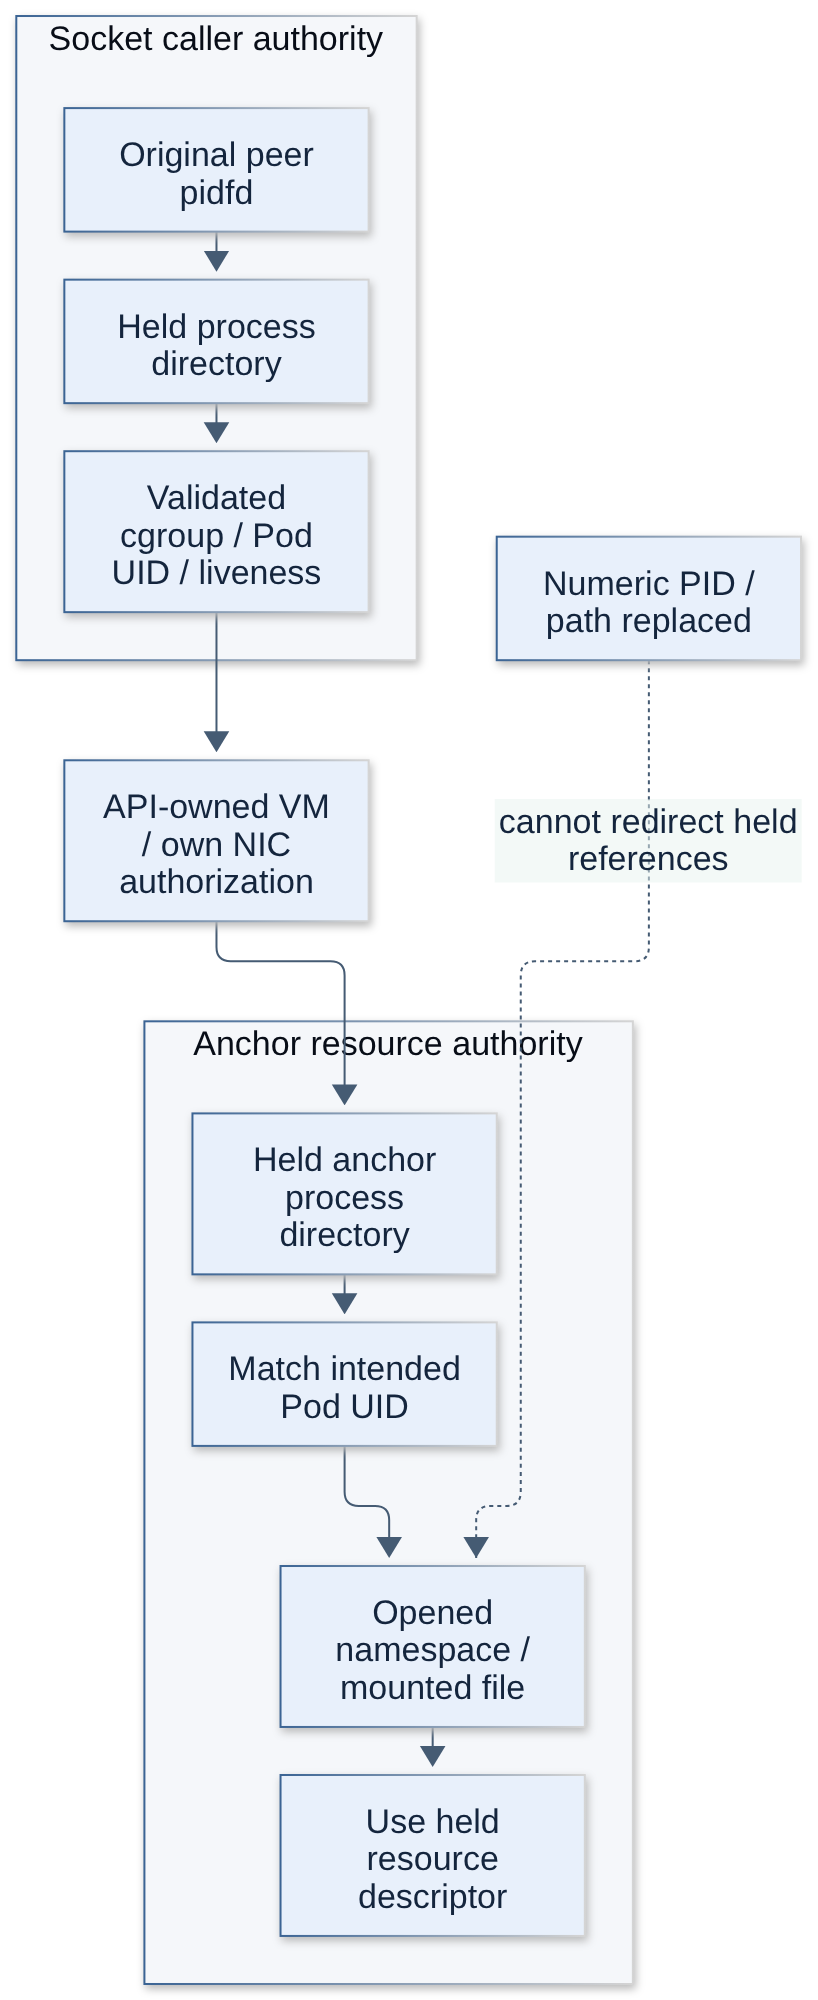 Socket caller authority
Original peer
pidfd
Held process
directory
Validated
cgroup / Pod
UID / liveness
Numeric PID /
path replaced
API-owned VM
/ own NIC
authorization
cannot redirect held
references
Anchor resource authority
Held anchor
process
directory
Match intended
Pod UID
Opened
namespace /
mounted file
Use held
resource
descriptor